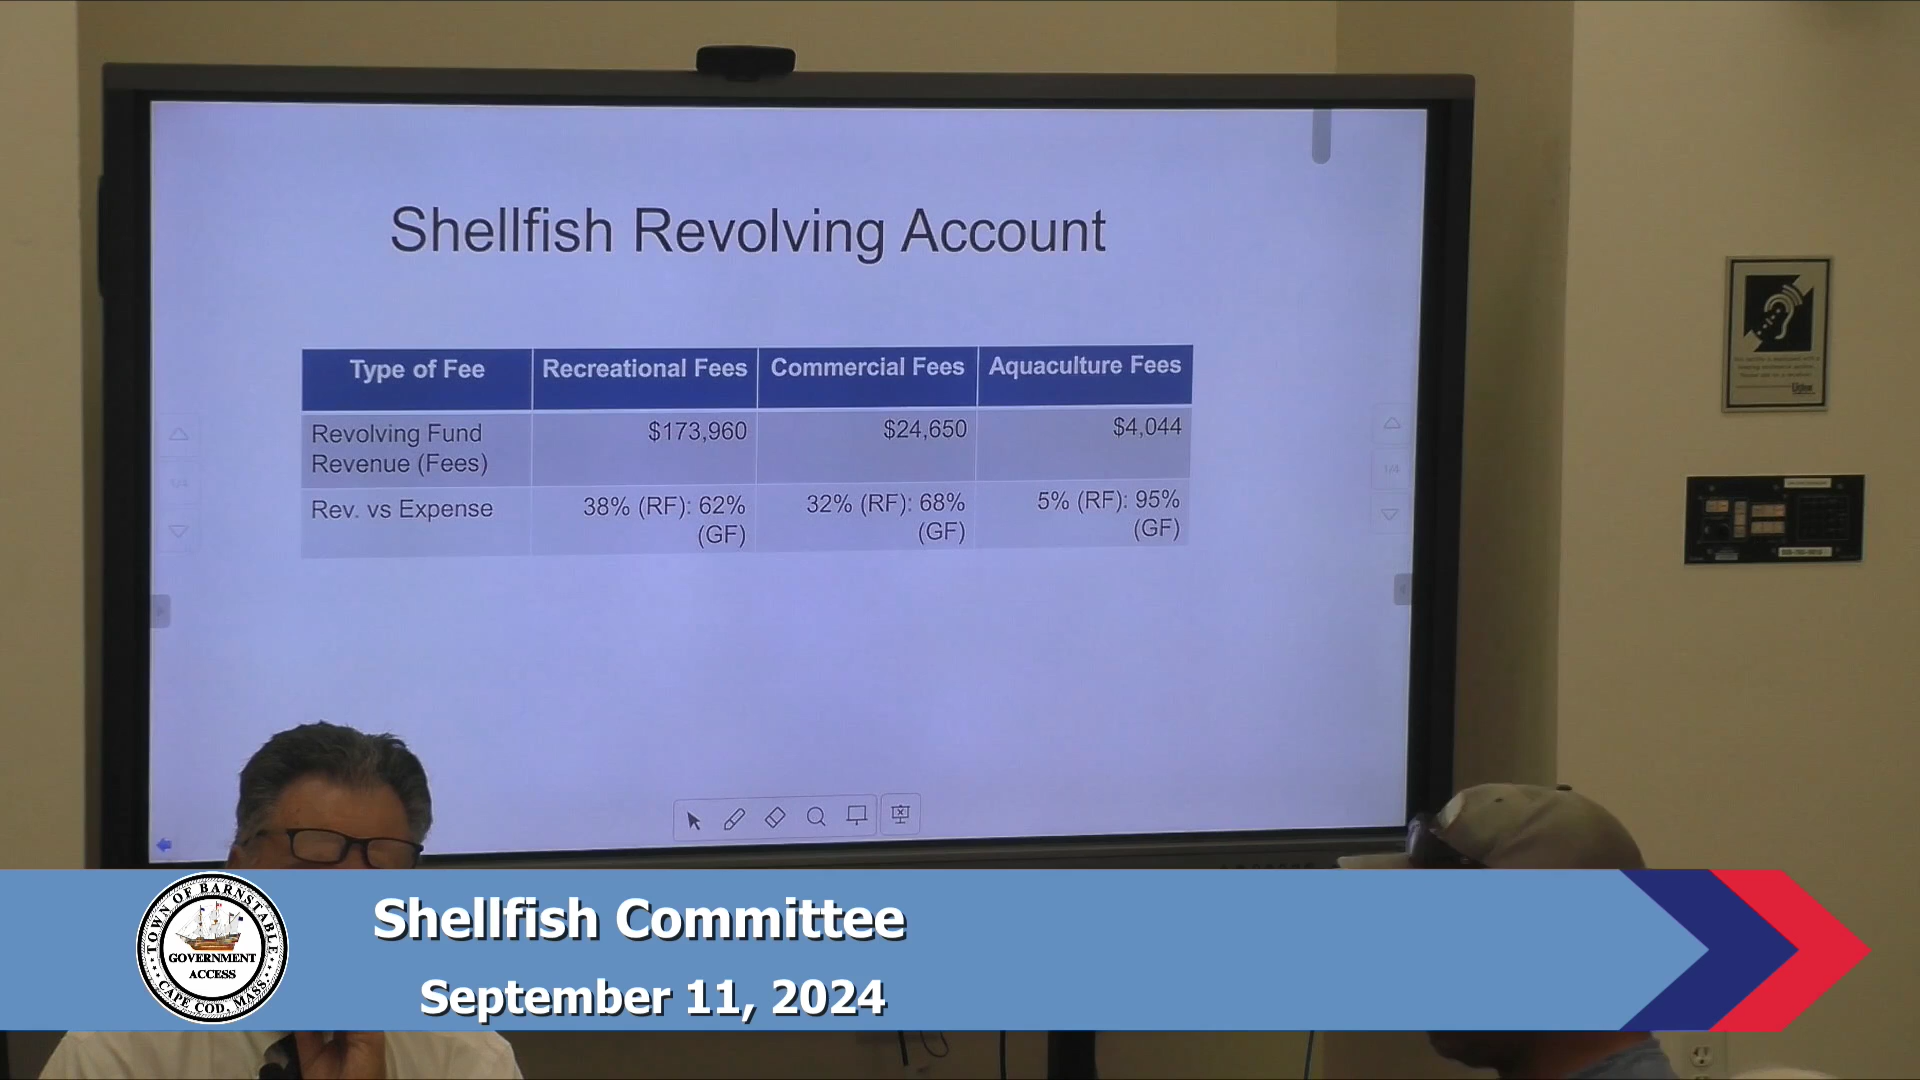 Shellfish Revolving Account
Type of Fee
Recreational Fees
Commercial Fees
Aquaculture Fees
Revolving Fund
Revenue (Fees)
$173,960
$24,650
$4,044
Rev. vs Expense
38% (RF): 62%
(GF)
32% (RF): 68%
(GF)
5% (RF): 95%
(GF)
1/4
TOWN OF BARNSTABLE
GOVERNMENT
ACCESS
CAPE COD, MASS.
Shellfish Committee
September 11, 2024